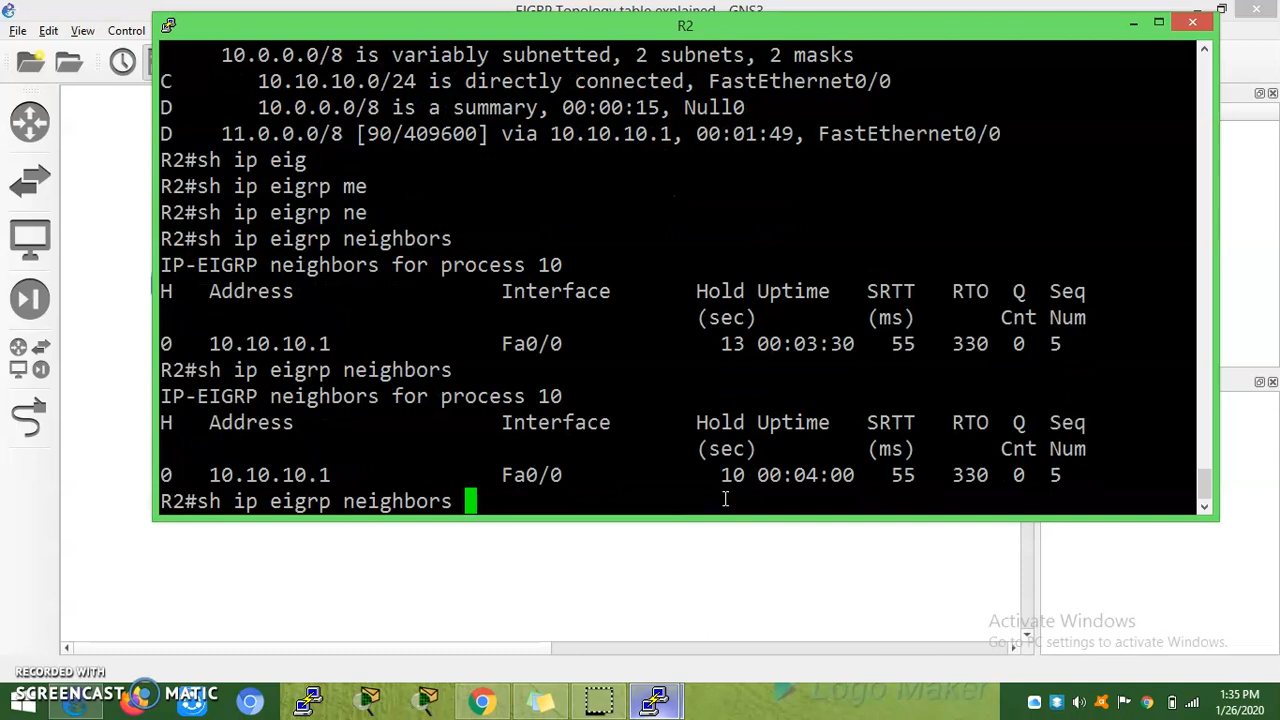 EIGRP Topology table explained - GNS3
File Edit View Control
R2
10.0.0.0/8 is variably subnetted, 2 subnets, 2 masks
C 10.10.10.0/24 is directly connected, FastEthernet0/0
D 10.0.0.0/8 is a summary, 00:00:15, Null0
D 11.0.0.0/8 [90/409600] via 10.10.10.1, 00:01:49, FastEthernet0/0
R2#sh ip eig
R2#sh ip eigrp me
R2#sh ip eigrp ne
R2#sh ip eigrp neighbors
IP-EIGRP neighbors for process 10
H Address Interface Hold Uptime SRTT RTO Q Seq
(sec) (ms) Cnt Num
0 10.10.10.1 Fa0/0 13 00:03:30 55 330 0 5
R2#sh ip eigrp neighbors
IP-EIGRP neighbors for process 10
H Address Interface Hold Uptime SRTT RTO Q Seq
(sec) (ms) Cnt Num
0 10.10.10.1 Fa0/0 10 00:04:00 55 330 0 5
R2#sh ip eigrp neighbors
Activate Windows
Go to PC settings to activate Windows.
RECORDED WITH
SCREENCAST MATIC
Logo Maker
1:35 PM
1/26/2020